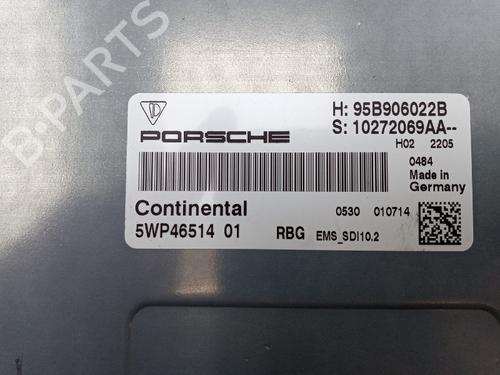 PORSCHE
H: 95B906022B
S: 10272069AA--
H02 2205
0484
Made in
Germany
Continental
0530 010714
5WP46514 01
RBG EMS_SDI10.2
B-PARTS